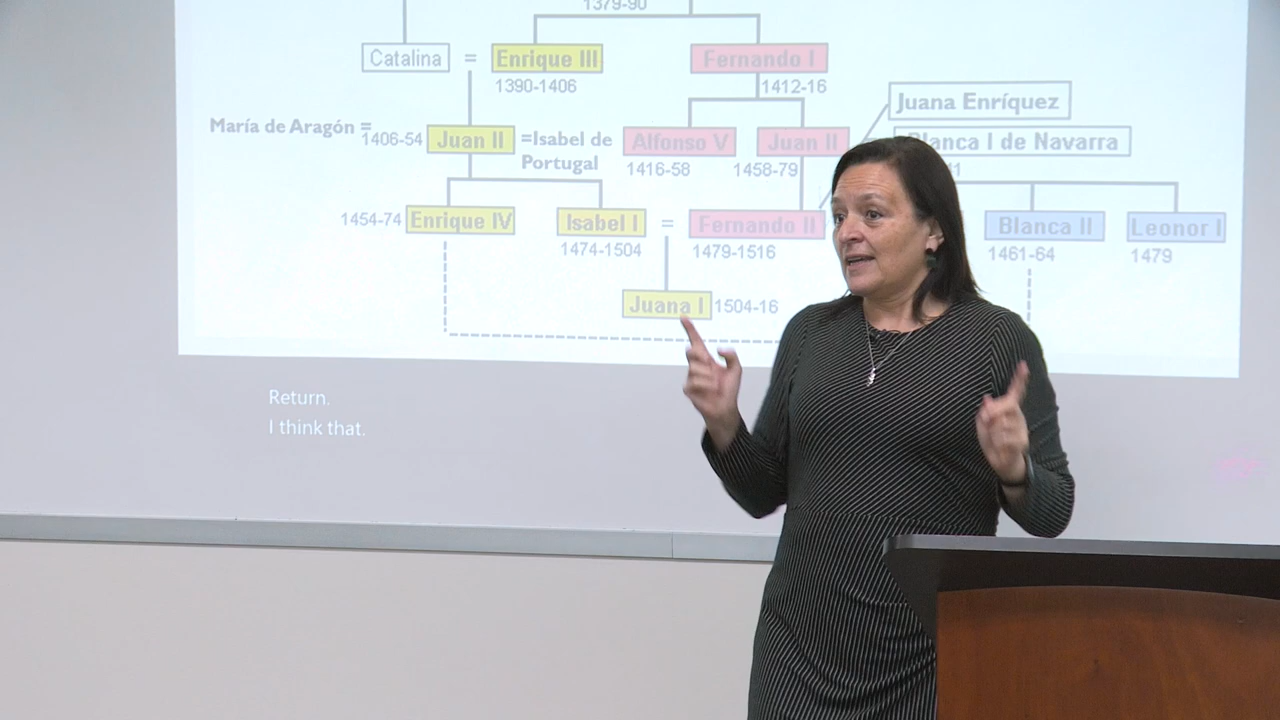 1379-90
Catalina = Enrique III Fernando I
1390-1406 1412-16
Juana Enríquez
María de Aragón = 1406-54 Juan II =Isabel de Portugal Alfonso V Juan II Blanca I de Navarra
1416-58 1458-79
1454-74 Enrique IV Isabel I = Fernando II Blanca II Leonor I
1474-1504 1479-1516 1461-64 1479
Juana I 1504-16
Return.
I think that.